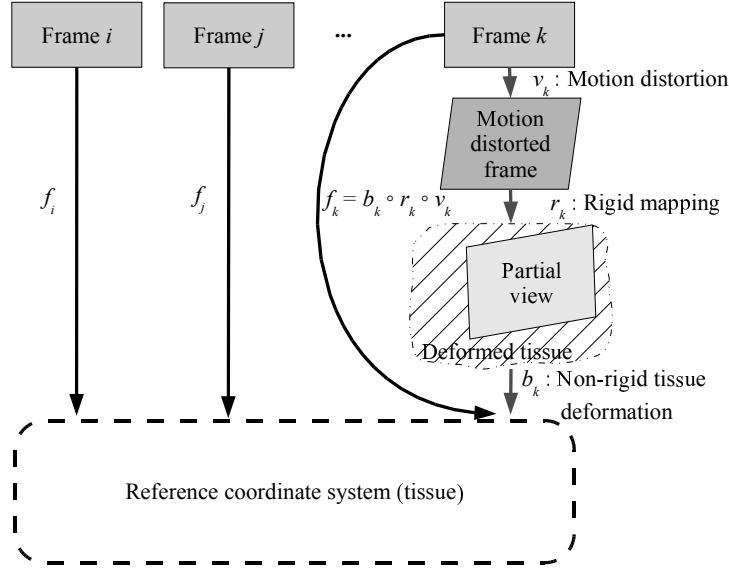 Frame i
Frame j
...
Frame k
v_k : Motion distortion
Motion
distorted
frame
f_i
f_j
f_k = b_k ∘ r_k ∘ v_k
r_k : Rigid mapping
Partial
view
Deformed tissue
b_k : Non-rigid tissue
deformation
Reference coordinate system (tissue)